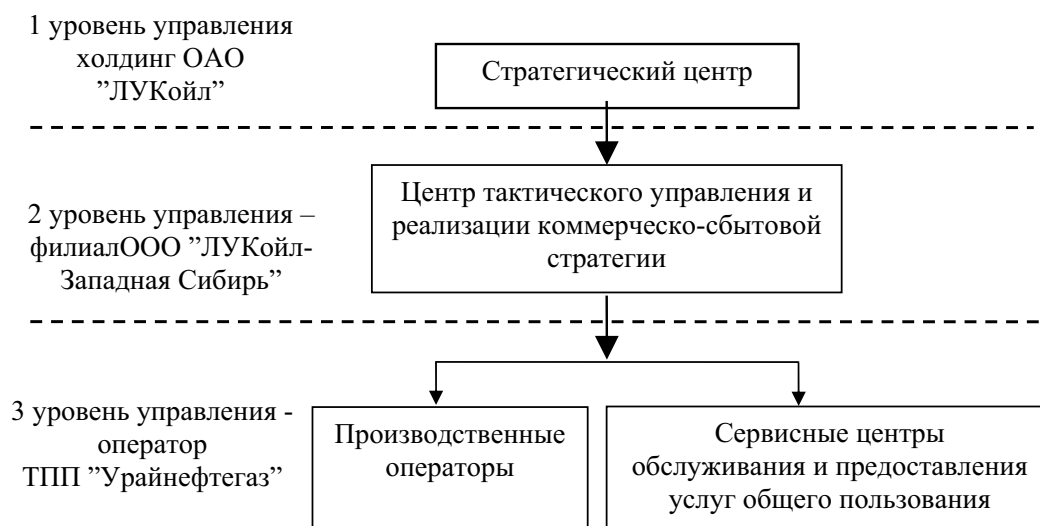 1 уровень управления
холдинг ОАО
”ЛУКойл”
Стратегический центр
2 уровень управления –
филиалООО ”ЛУКойл-
Западная Сибирь”
Центр тактического управления и
реализации коммерческо-сбытовой
стратегии
3 уровень управления -
оператор
ТПП ”Урайнефтегаз”
Производственные
операторы
Сервисные центры
обслуживания и предоставления
услуг общего пользования